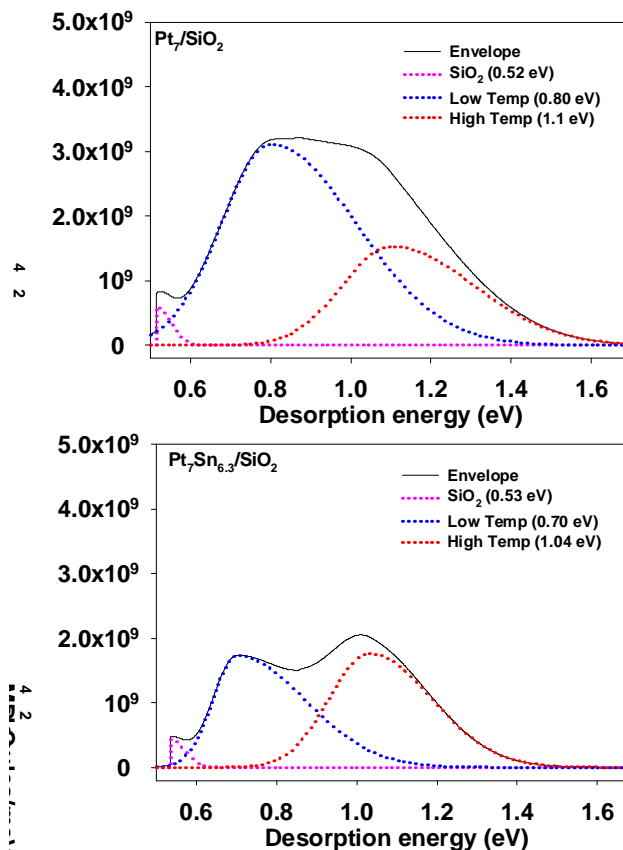 5.0x10⁹
Pt₇/SiO₂
Envelope
SiO₂ (0.52 eV)
4.0x10⁹
Low Temp (0.80 eV)
High Temp (1.1 eV)
3.0x10⁹
2.0x10⁹
4 2
10⁹
0
0.6 0.8 1.0 1.2 1.4 1.6
Desorption energy (eV)
5.0x10⁹
Pt₇Sn₆.₃/SiO₂
Envelope
SiO₂ (0.53 eV)
4.0x10⁹
Low Temp (0.70 eV)
High Temp (1.04 eV)
3.0x10⁹
2.0x10⁹
4 2
10⁹
0
0.6 0.8 1.0 1.2 1.4 1.6
Desorption energy (eV)